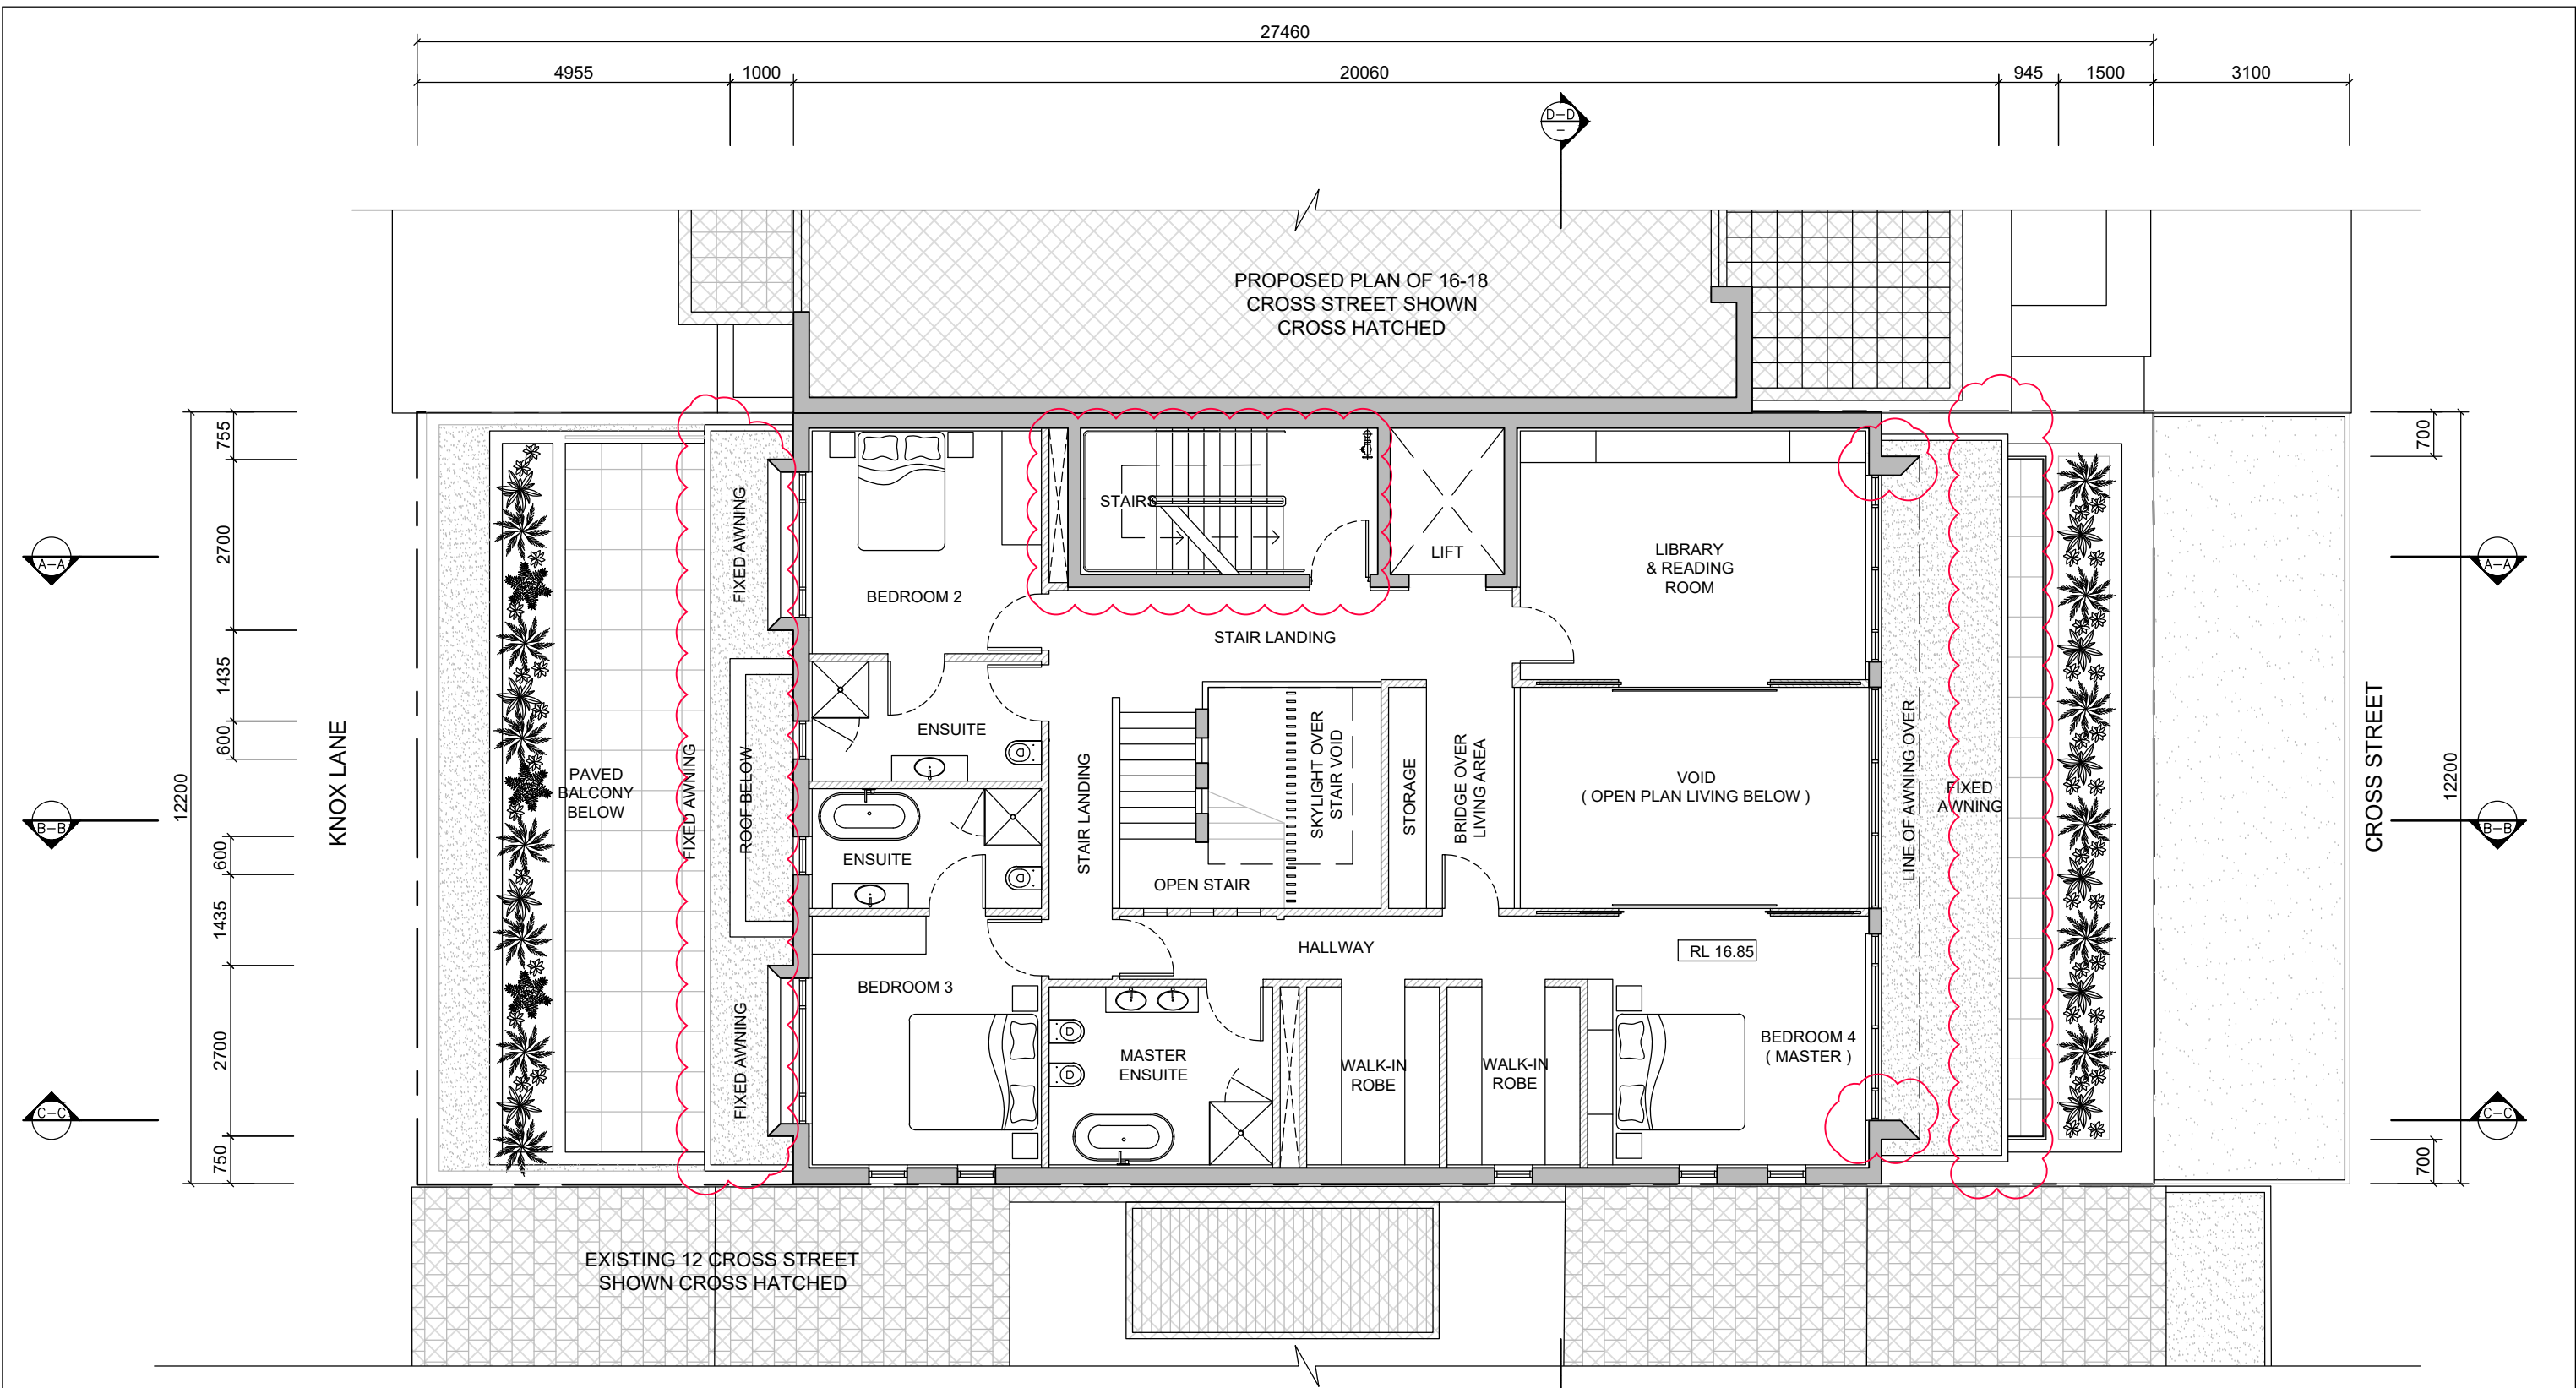 27460
4955
1000
20060
945
1500
3100
D-D
-
PROPOSED PLAN OF 16-18
CROSS STREET SHOWN
CROSS HATCHED
755
2700
1435
600
600
1435
2700
750
12200
700
12200
700
A-A
B-B
C-C
A-A
B-B
C-C
KNOX LANE
CROSS STREET
PAVED
BALCONY
BELOW
FIXED AWNING
FIXED AWNING
FIXED AWNING
ROOF BELOW
BEDROOM 2
STAIRS
LIFT
LIBRARY
& READING
ROOM
STAIR LANDING
ENSUITE
ENSUITE
STAIR LANDING
OPEN STAIR
SKYLIGHT OVER
STAIR VOID
STORAGE
BRIDGE OVER
LIVING AREA
VOID
( OPEN PLAN LIVING BELOW )
LINE OF AWNING OVER
FIXED
AWNING
HALLWAY
RL 16.85
BEDROOM 3
MASTER
ENSUITE
WALK-IN
ROBE
WALK-IN
ROBE
BEDROOM 4
( MASTER )
EXISTING 12 CROSS STREET
SHOWN CROSS HATCHED